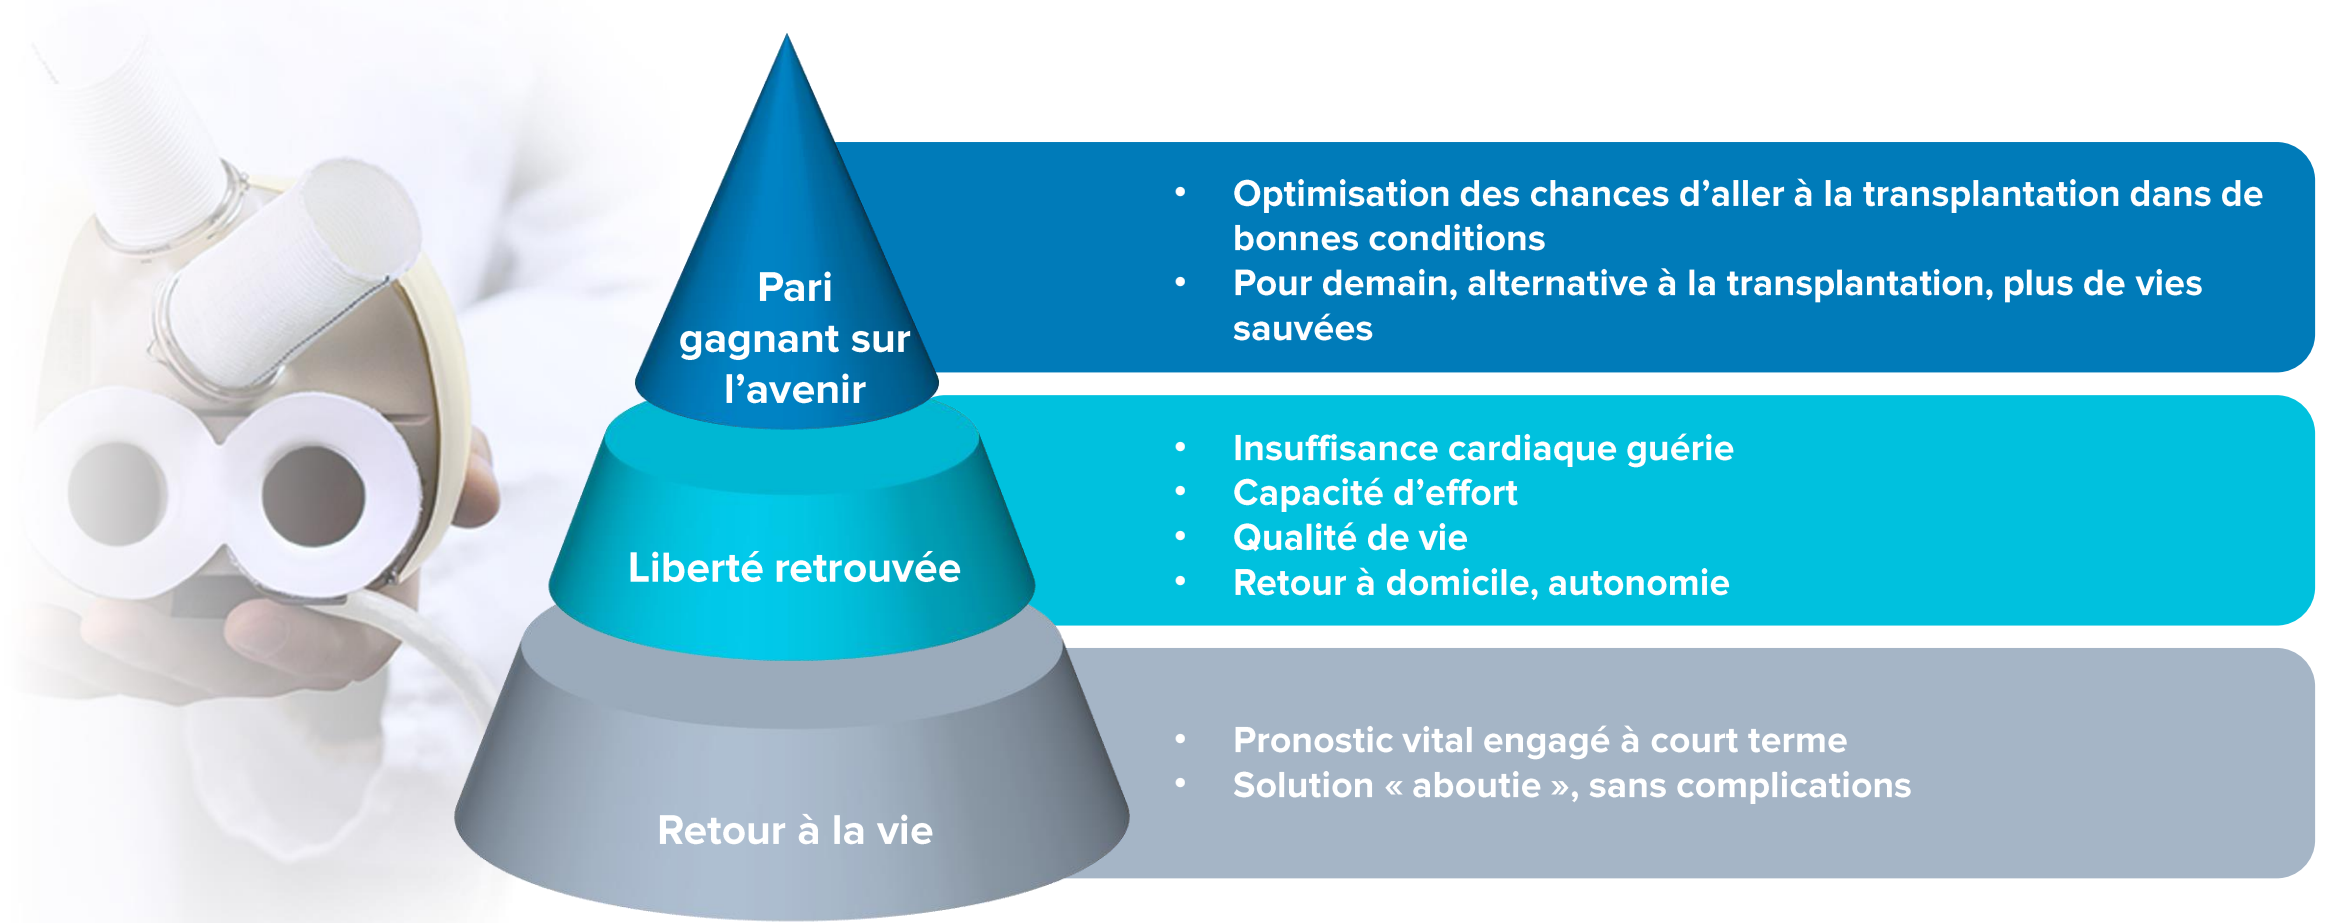 Pari
gagnant sur
l’avenir
• Optimisation des chances d’aller à la transplantation dans de
bonnes conditions
• Pour demain, alternative à la transplantation, plus de vies
sauvées
Liberté retrouvée
• Insuffisance cardiaque guérie
• Capacité d’effort
• Qualité de vie
• Retour à domicile, autonomie
Retour à la vie
• Pronostic vital engagé à court terme
• Solution « aboutie », sans complications